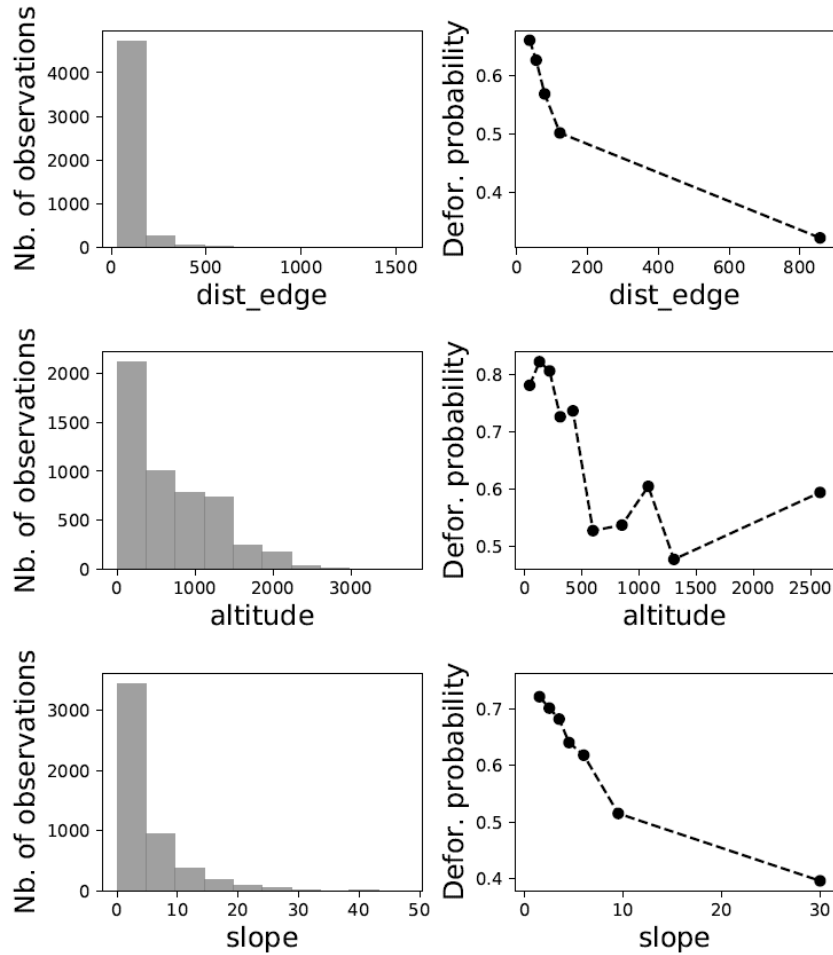 Nb. of observations
4000
3000
2000
1000
0
0 500 1000 1500
dist_edge
Defor. probability
0.6
0.5
0.4
0 200 400 600 800
dist_edge
Nb. of observations
2000
1500
1000
500
0
0 1000 2000 3000
altitude
Defor. probability
0.8
0.7
0.6
0.5
0 500 1000 1500 2000 2500
altitude
Nb. of observations
3000
2000
1000
0
0 10 20 30 40 50
slope
Defor. probability
0.7
0.6
0.5
0.4
0 10 20 30
slope